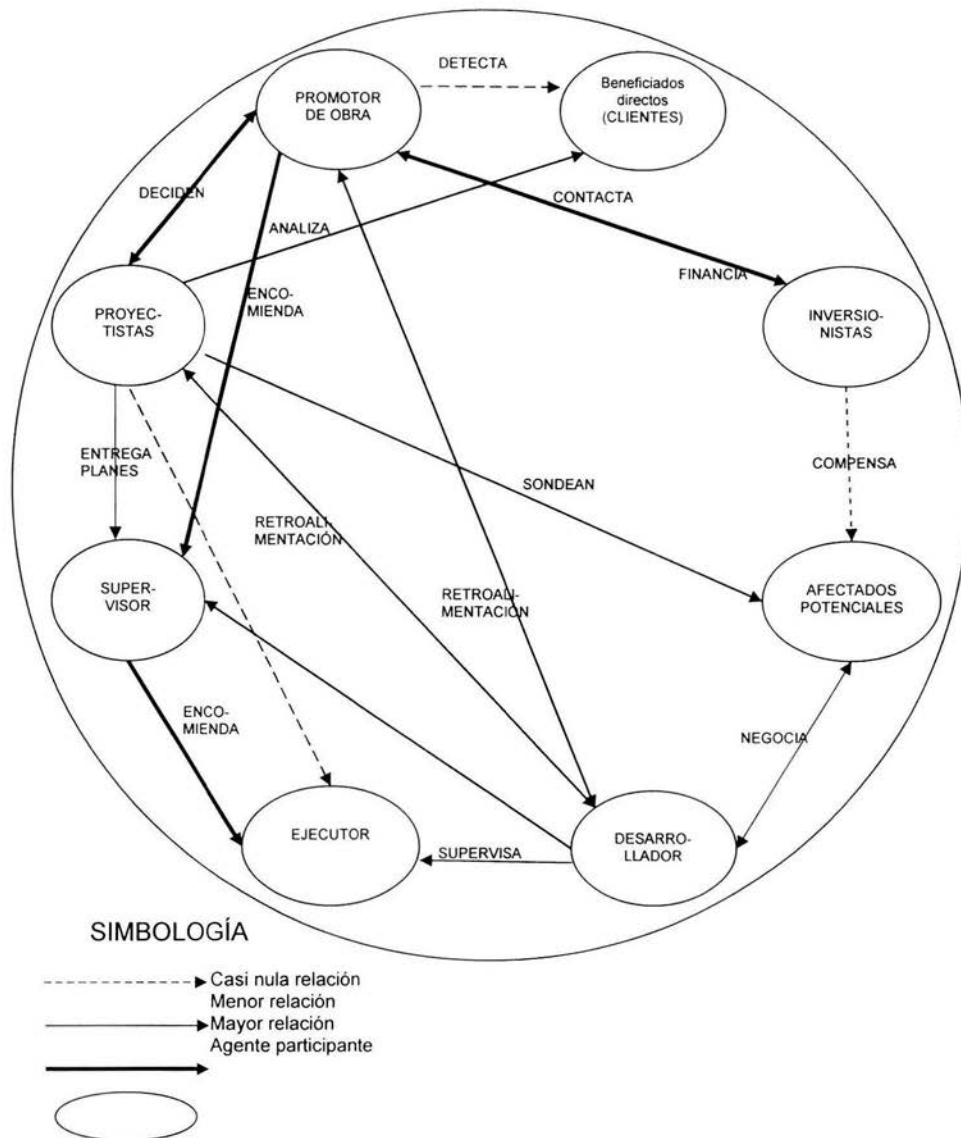 DETECTA
PROMOTOR
DE OBRA
Beneficiados
directos
(CLIENTES)
DECIDEN
CONTACTA
ANALIZA
FINANCIA
ENCO-
MIENDA
PROYEC-
TISTAS
INVERSIO-
NISTAS
ENTREGA
PLANES
COMPENSA
SONDEAN
RETROALI-
MENTACIÓN
RETROALI-
MENTACIÓN
SUPER-
VISOR
AFECTADOS
POTENCIALES
ENCO-
MIENDA
NEGOCIA
EJECUTOR
SUPERVISA
DESARRO-
LLADOR
SIMBOLOGÍA
Casi nula relación
Menor relación
Mayor relación
Agente participante